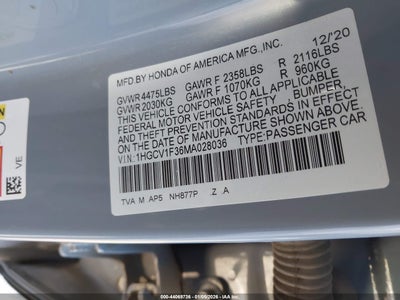 MFD. BY HONDA OF AMERICA MFG.,INC. 12/20
GVWR 4475LBS GAWR F 2358LBS R 2116LBS
GVWR 2030KG GAWR F 1070KG R 960KG
THIS VEHICLE CONFORMS TO ALL APPLICABLE
FEDERAL MOTOR VEHICLE SAFETY BUMPER,
AND THEFT PREVENTION STANDARDS IN EFFECT
ON THE DATE OF MANUFACTURE SHOWN ABOVE.
V.I.N: 1HGCV1F36MA028036 TYPE:PASSENGER CAR
TVA M AP5 NH877P Z A
VE